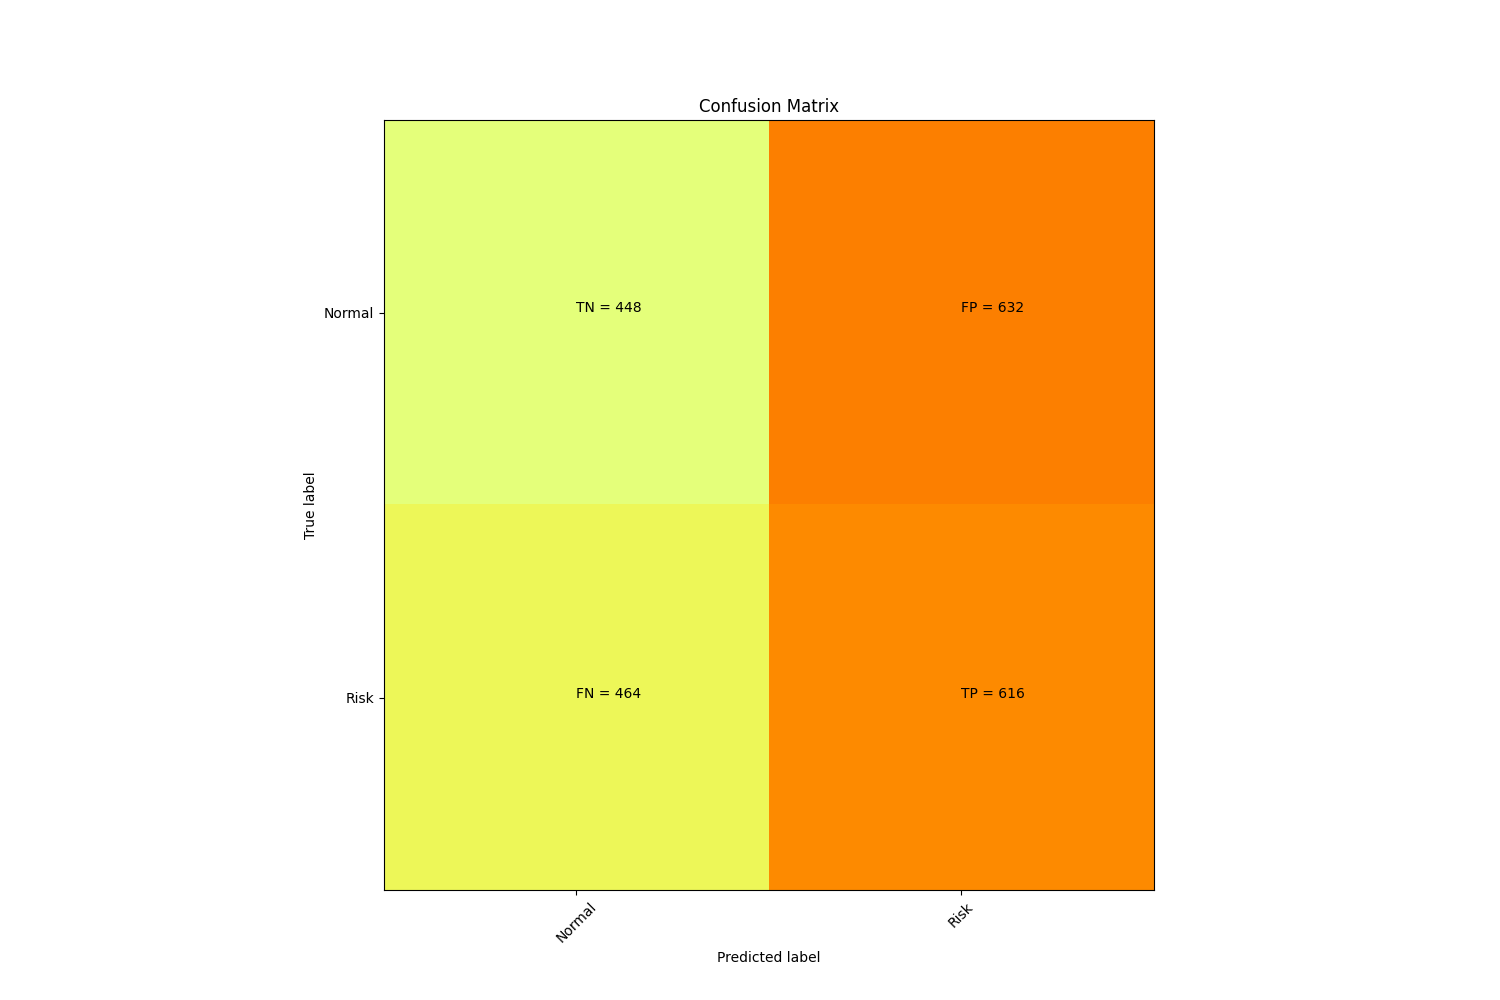 Confusion Matrix
TN = 448
FP = 632
Normal
True label
FN = 464
TP = 616
Risk
Normal
Risk
Predicted label